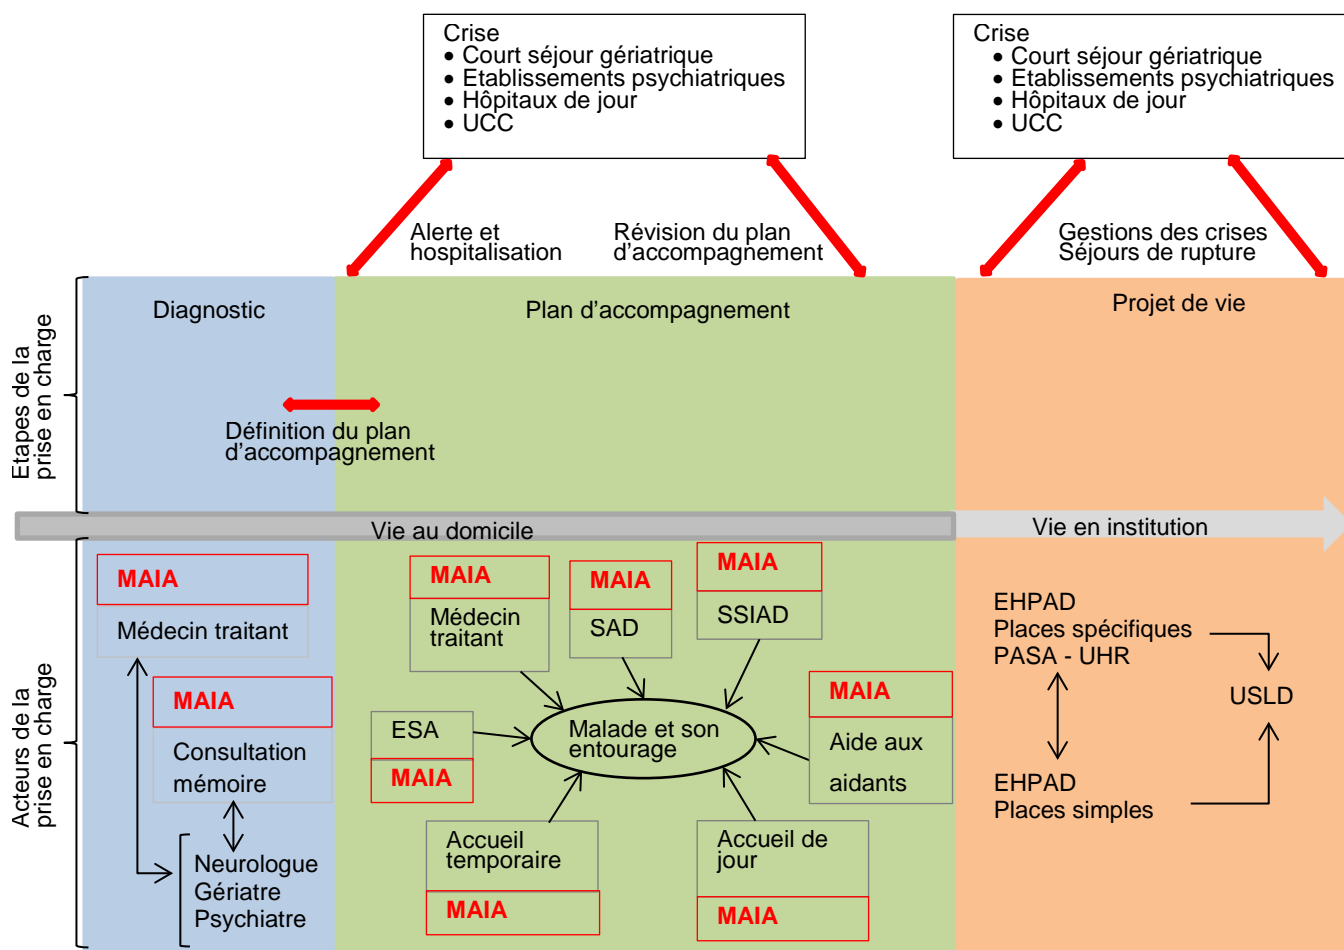 Crise
• Court séjour gériatrique
• Etablissements psychiatriques
• Hôpitaux de jour
• UCC
Crise
• Court séjour gériatrique
• Etablissements psychiatriques
• Hôpitaux de jour
• UCC
Alerte et
hospitalisation
Révision du plan
d’accompagnement
Gestions des crises
Séjours de rupture
Etapes de la
prise en charge
Diagnostic
Plan d’accompagnement
Projet de vie
Définition du plan
d’accompagnement
Vie au domicile
Vie en institution
Acteurs de la
prise en charge
MAIA
Médecin traitant
MAIA
Consultation
mémoire
Neurologue
Gériatre
Psychiatre
MAIA
Médecin
traitant
MAIA
SAD
MAIA
SSIAD
ESA
MAIA
Malade et son
entourage
MAIA
Aide aux
aidants
Accueil
temporaire
MAIA
Accueil de
jour
MAIA
EHPAD
Places spécifiques
PASA - UHR
USLD
EHPAD
Places simples